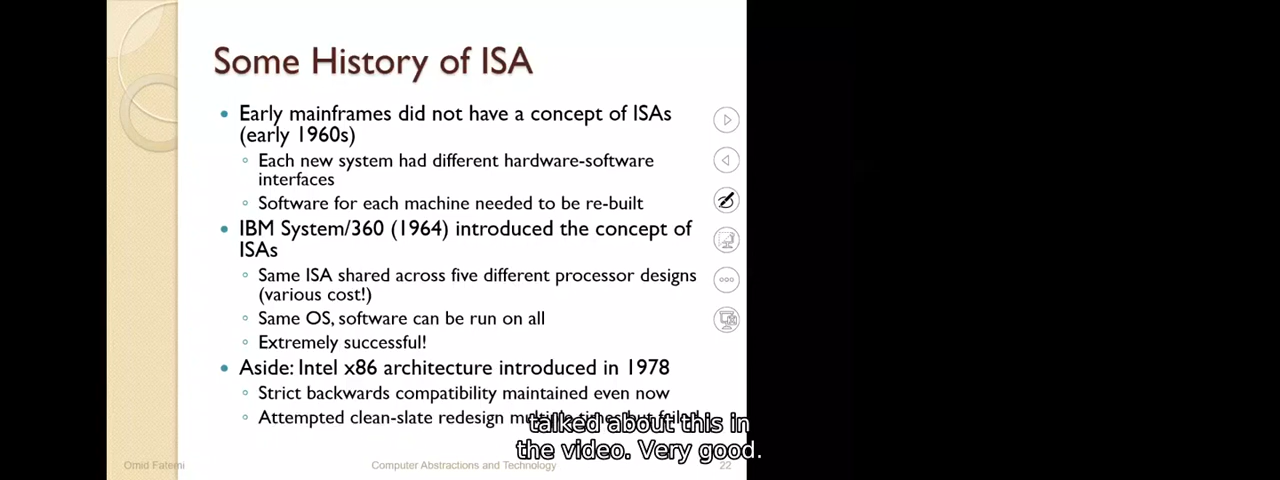 Some History of ISA
Early mainframes did not have a concept of ISAs
(early 1960s)
Each new system had different hardware-software
interfaces
Software for each machine needed to be re-built
IBM System/360 (1964) introduced the concept of
ISAs
Same ISA shared across five different processor designs
(various cost!)
Same OS, software can be run on all
Extremely successful!
Aside: Intel x86 architecture introduced in 1978
Strict backwards compatibility maintained even now
Attempted clean-slate redesign
talked about this in
the video. Very good.
Omid Fatemi
Computer Abstractions and Technology
22